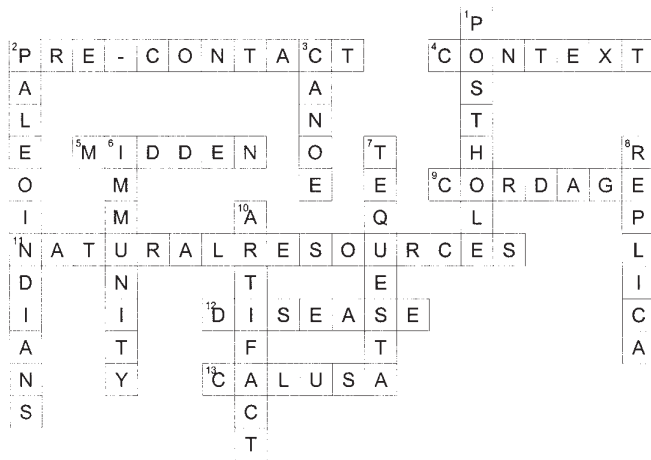 1P
2P R E - C O N T A 3C T 4C O N T E X T
A A S
L N T
E 5M 6I D D E N O 7T H 8R
O M E E 9C O R D A G E
I M 10A Q L P
11N A T U R A L R E S O U R C E S L
D N T E I
I I 12D I S E A S E C
A T F T A
N Y 13C A L U S A
S C
T